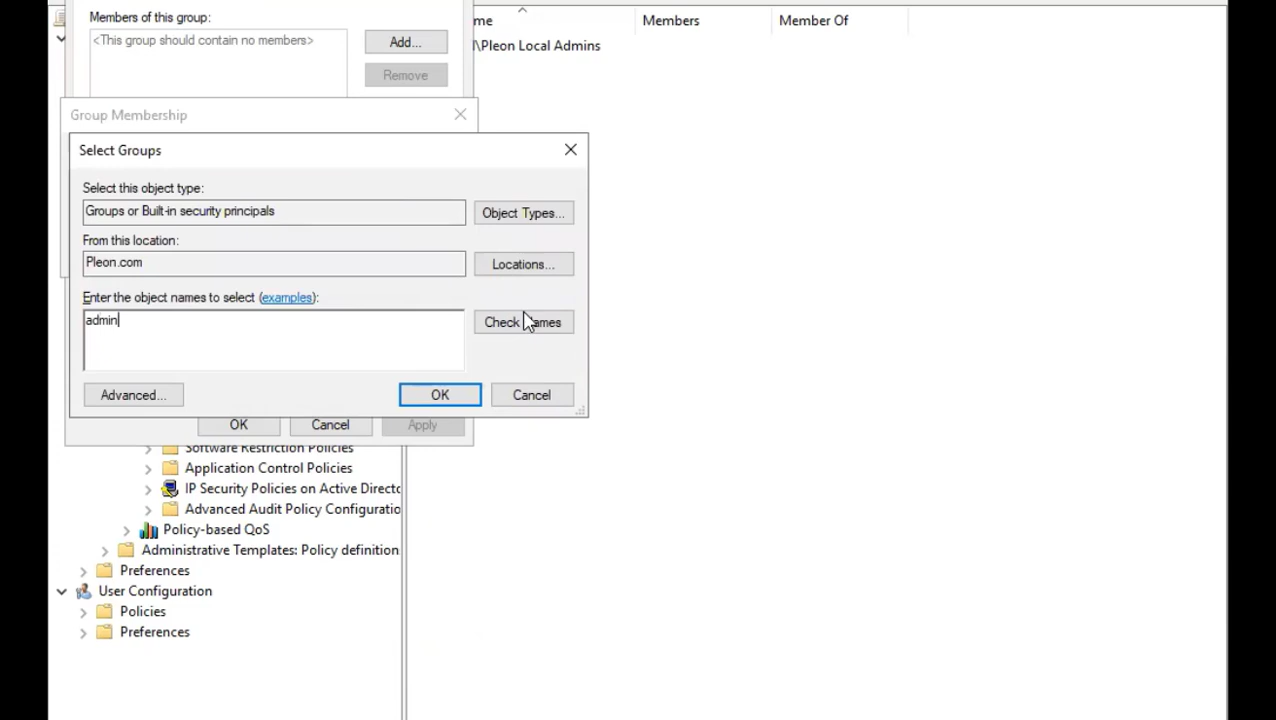 Members of this group:
<This group should contain no members>
Add...
Remove
me
Members
Member Of
\Pleon Local Admins
Group Membership
Select Groups
Select this object type:
Groups or Built-in security principals
Object Types...
From this location:
Pleon.com
Locations...
Enter the object names to select (examples):
admin
Check ames
Advanced...
OK
Cancel
OK
Cancel
Apply
Software Restriction Policies
Application Control Policies
IP Security Policies on Active Directo
Advanced Audit Policy Configuratio
Policy-based QoS
Administrative Templates: Policy definition
Preferences
User Configuration
Policies
Preferences